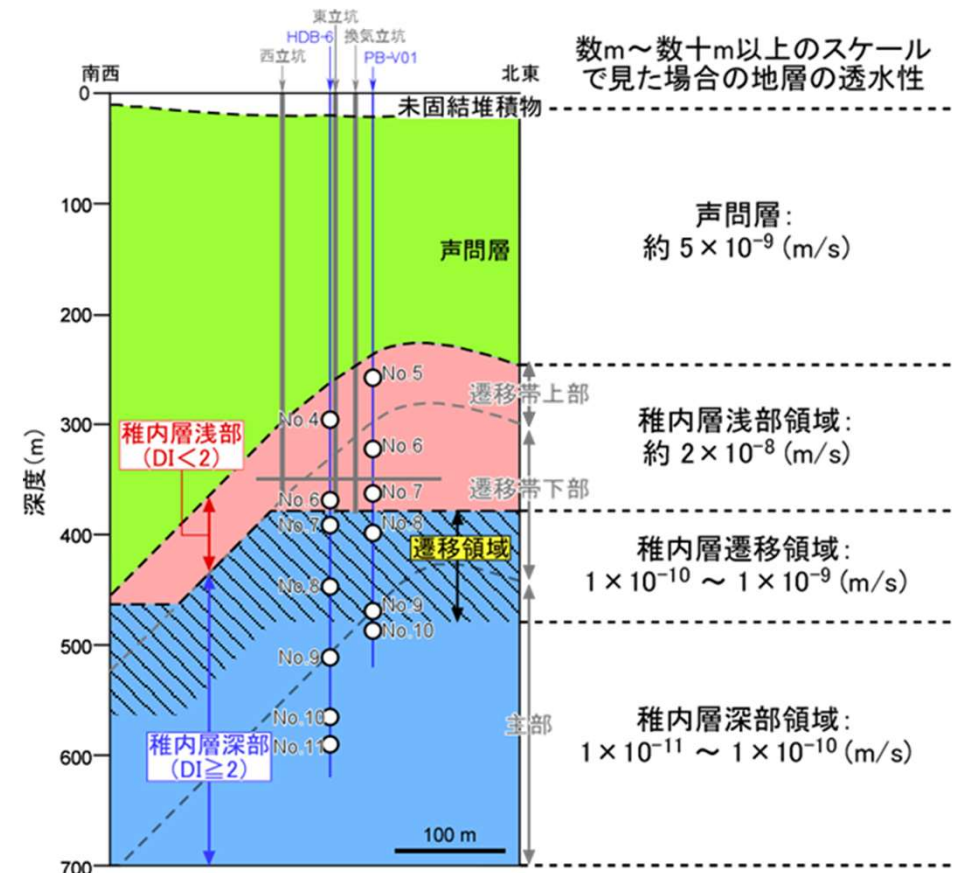 東立坑
HDB-6
換気立坑
西立坑
PB-V01
南西
北東
数m～数十m以上のスケール
で見た場合の地層の透水性
0
未固結堆積物
100
声問層
声問層：
約 5×10⁻⁹ (m/s)
200
No.5
遷移帯上部
300
No.4
稚内層浅部
(DI<2)
No.6
稚内層浅部領域：
約 2×10⁻⁸ (m/s)
深度(m)
No.6
No.7
遷移帯下部
400
No.7
No.8
遷移領域
稚内層遷移領域：
1×10⁻¹⁰ ～ 1×10⁻⁹ (m/s)
No.8
No.9
No.10
500
No.9
No.10
主部
稚内層深部領域：
1×10⁻¹¹ ～ 1×10⁻¹⁰ (m/s)
稚内層深部
(DI≧2)
No.11
600
100 m
700